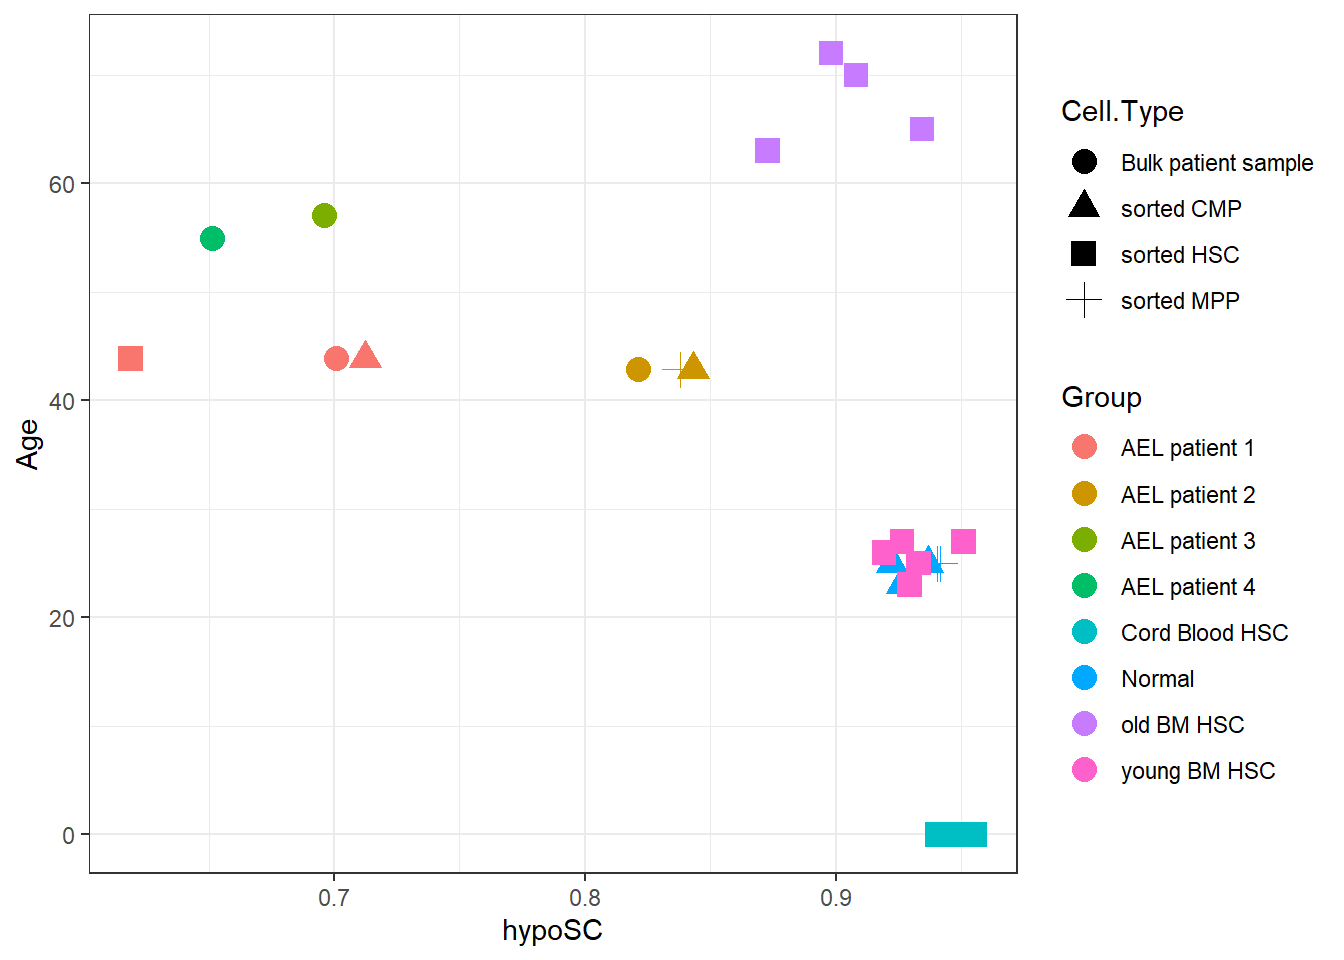 Age
60
40
20
0
0.7
0.8
0.9
hypoSC
Cell.Type
Bulk patient sample
sorted CMP
sorted HSC
sorted MPP
Group
AEL patient 1
AEL patient 2
AEL patient 3
AEL patient 4
Cord Blood HSC
Normal
old BM HSC
young BM HSC